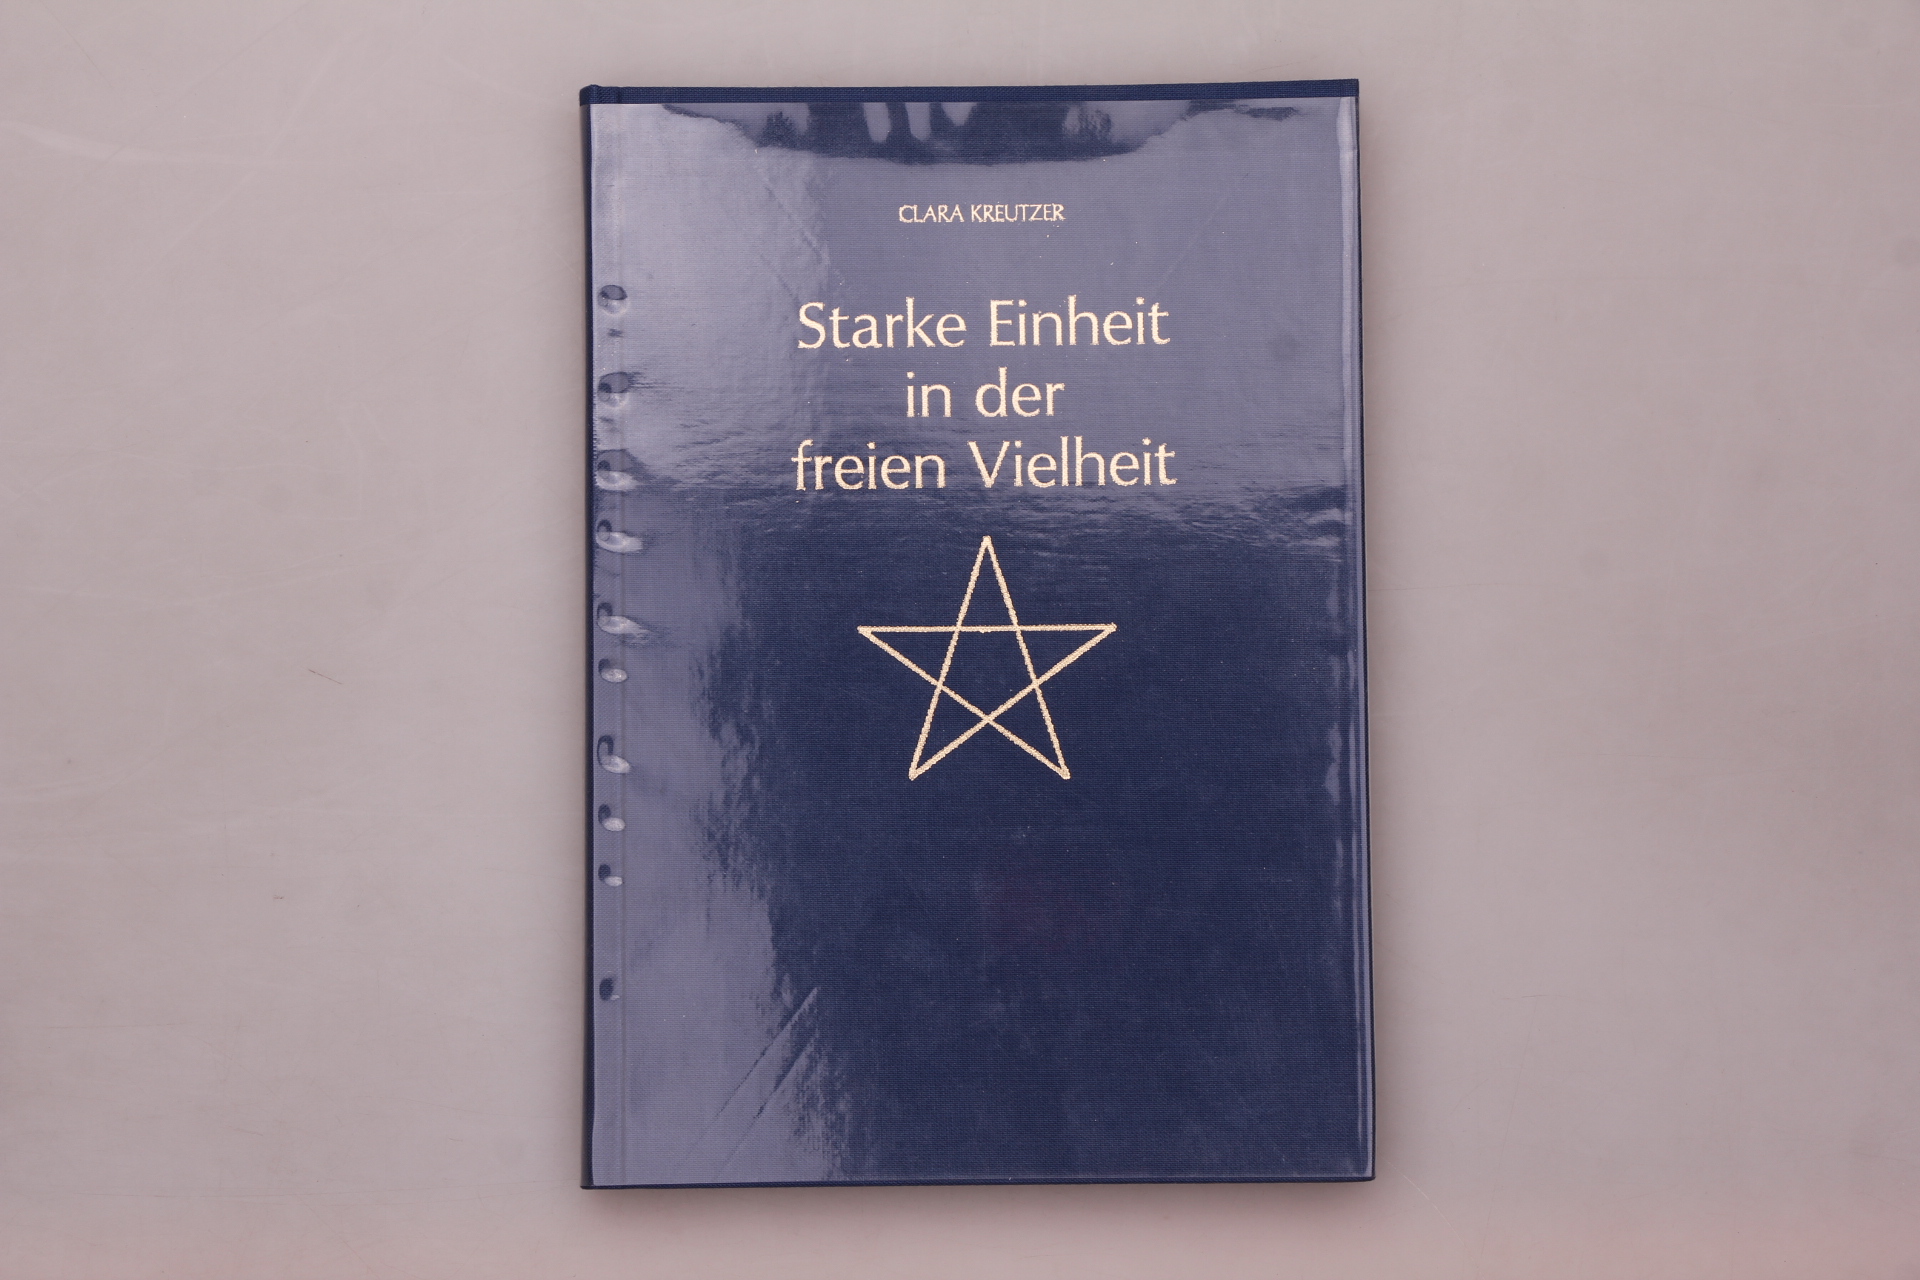 CLARA KREUTZER
Starke Einheit
in der
freien Vielheit